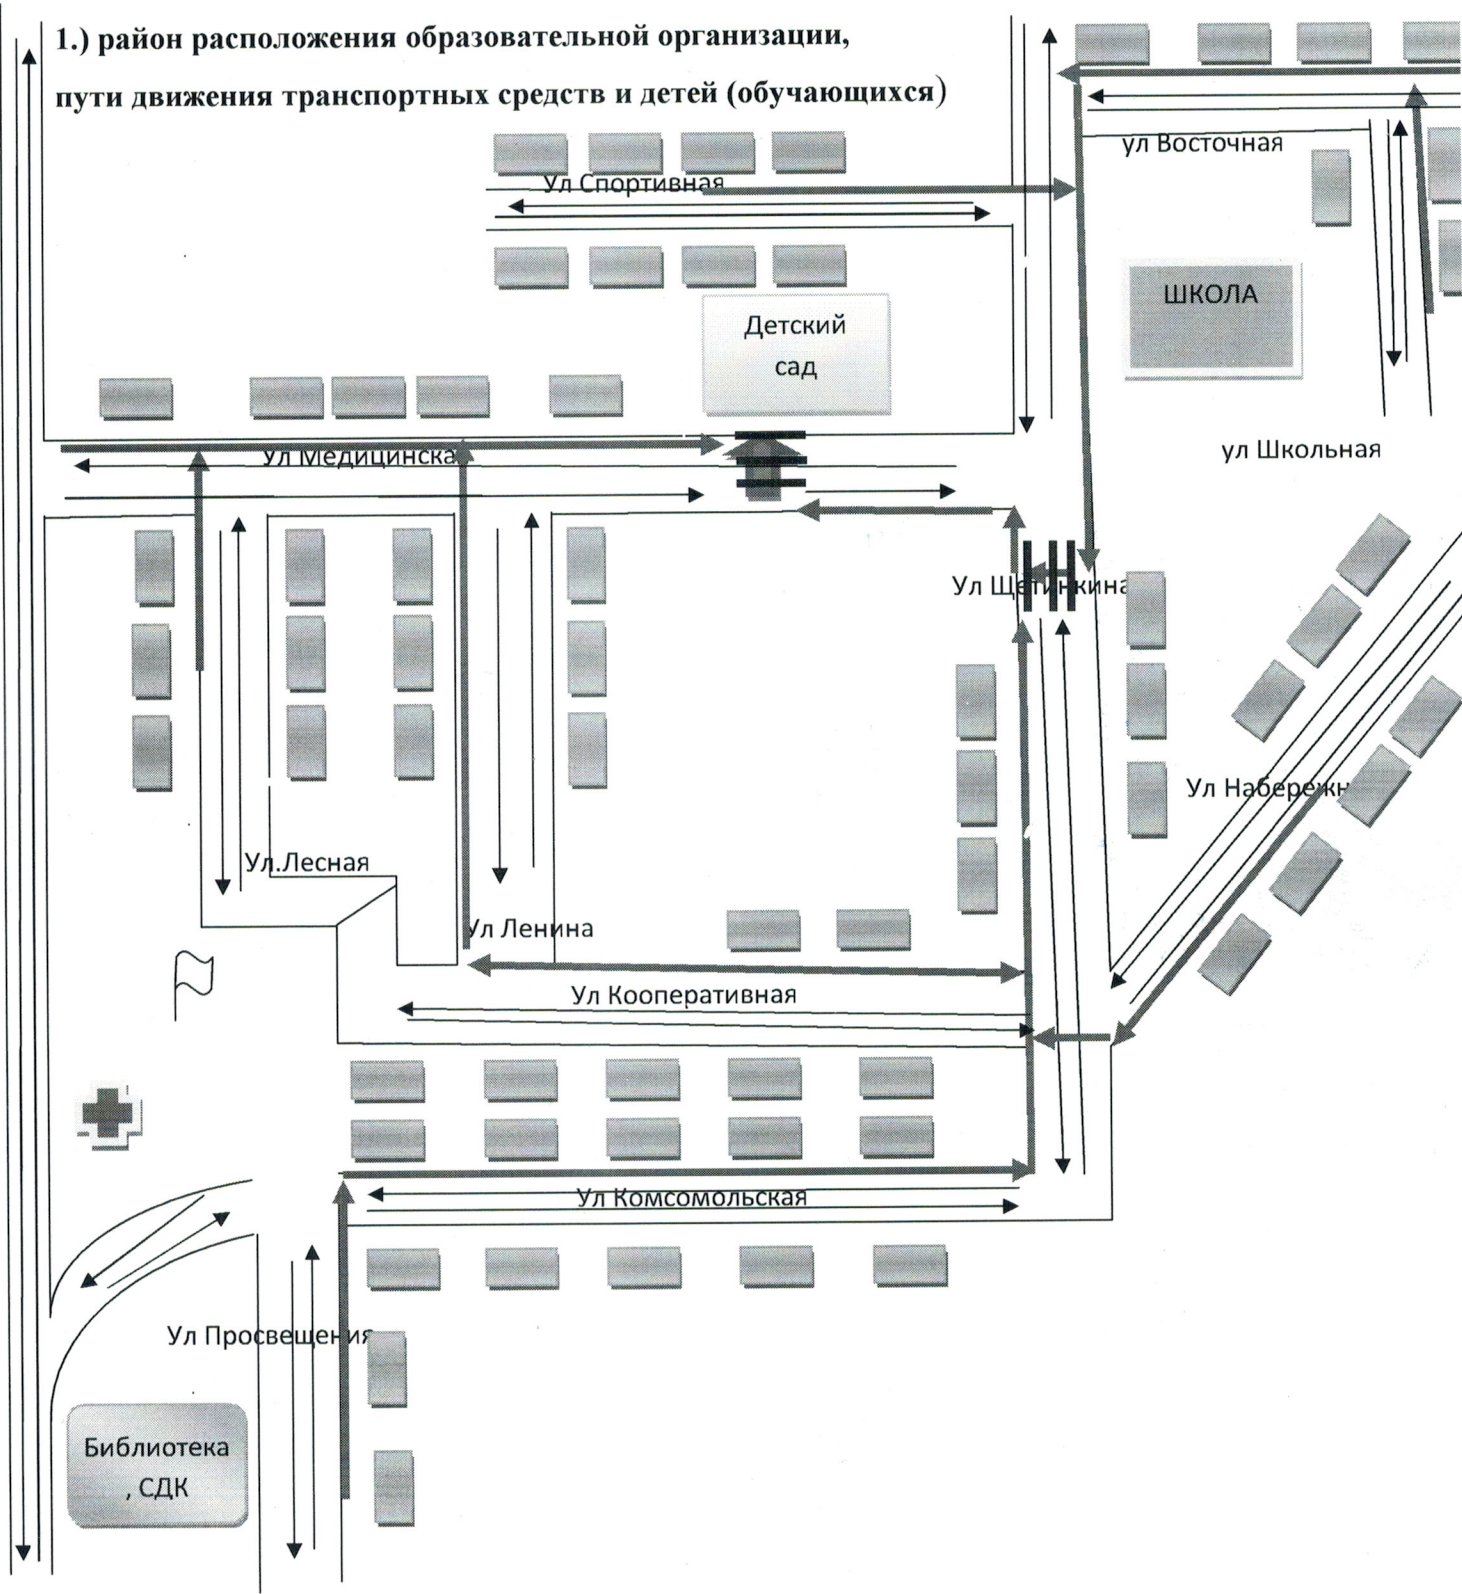 1.) район расположения образовательной организации,
пути движения транспортных средств и детей (обучающихся)
ул Восточная
Ул Спортивная
ШКОЛА
Детский
сад
ул Школьная
Ул Медицинска
Ул Щетинкина
Ул Набережн
Ул.Лесная
Ул Ленина
Ул Кооперативная
Ул Комсомольская
Ул Просвещения
Библиотека
, СДК